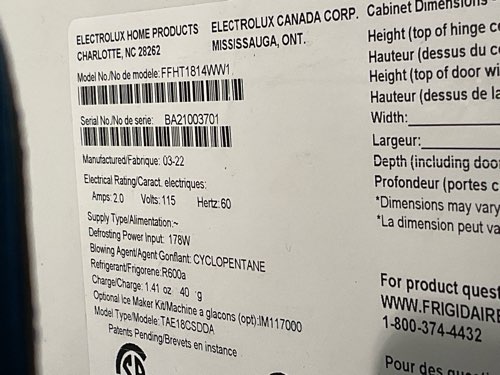 ELECTROLUX HOME PRODUCTS
CHARLOTTE, NC 28262
ELECTROLUX CANADA CORP.
MISSISSAUGA, ONT.
Model No./No de modele: FFHT1814WW1
Serial No./No de serie: BA21003701
Manufactured/Fabrique: 03-22
Electrical Rating/Caract. electriques:
Amps: 2.0 Volts: 115 Hertz: 60
Supply Type/Alimentation:~
Defrosting Power Input: 178W
Blowing Agent/Agent Gonflant: CYCLOPENTANE
Refrigerant/Frigorene: R600a
Charge/Charge: 1.41 oz 40 g
Optional Ice Maker Kit/Machine a glacons (opt):IM117000
Model Type/Modele: TAE18CSDDA
Patents Pending/Brevets en instance
Cabinet Dimensions
Height (top of hinge
Hauteur (dessus du
Height (top of door
Hauteur (dessus de
Width:
Largeur:
Depth (including
Profondeur (portes
*Dimensions may vary
*La dimension peut
For product
WWW.FRIGIDAIRE
1-800-374-4432
Pour des